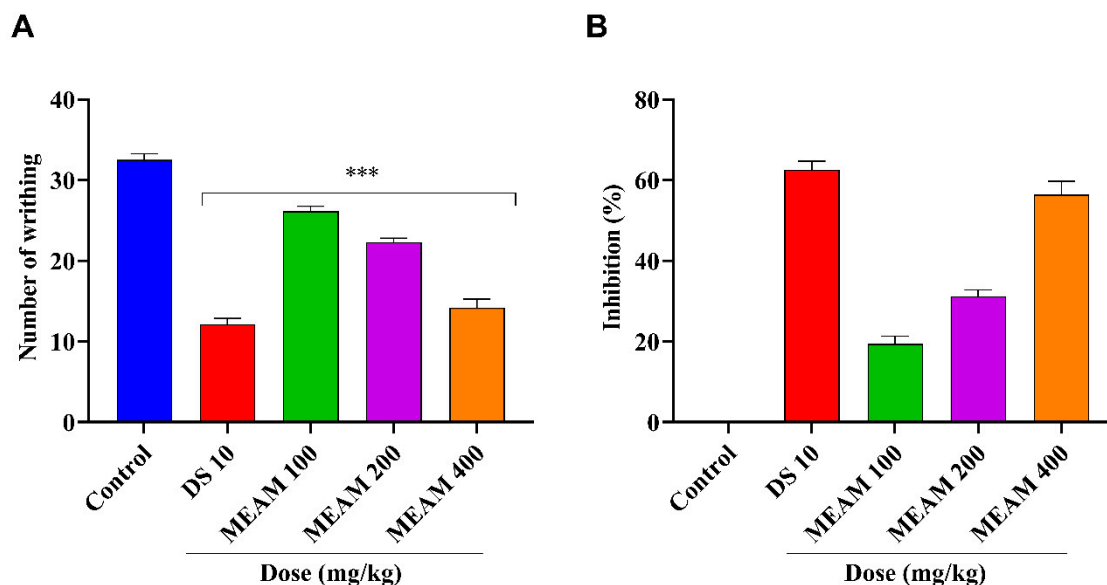 A
Number of writhing
40
30
20
10
0
***
Control
DS 10
MEAM 100
MEAM 200
MEAM 400
Dose (mg/kg)
B
Inhibition (%)
80
60
40
20
0
Control
DS 10
MEAM 100
MEAM 200
MEAM 400
Dose (mg/kg)